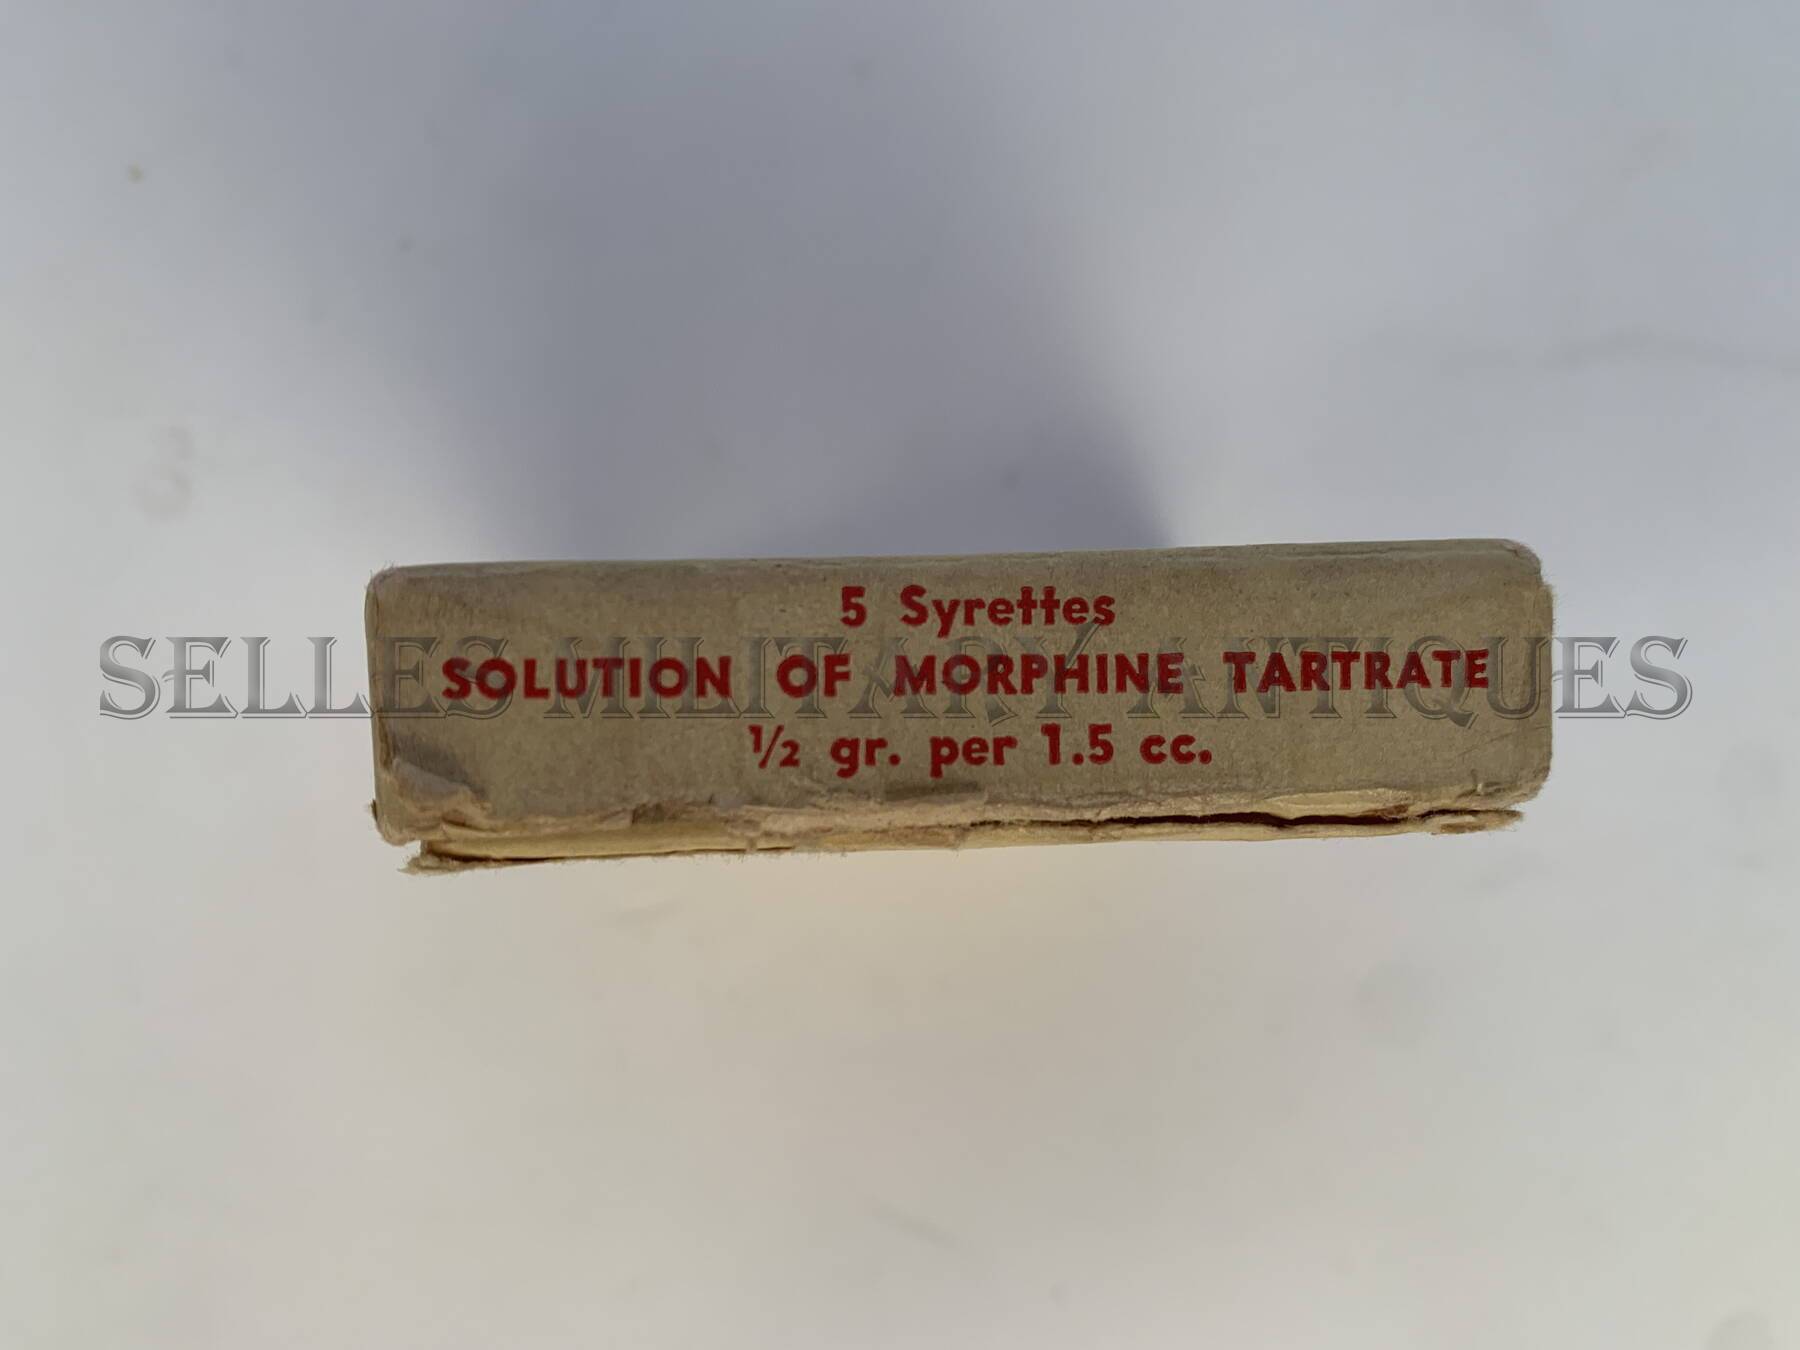 5 Syrettes
SOLUTION OF MORPHINE TARTRATE
SELLES MILITARY ANTIQUES
½ gr. per 1.5 cc.